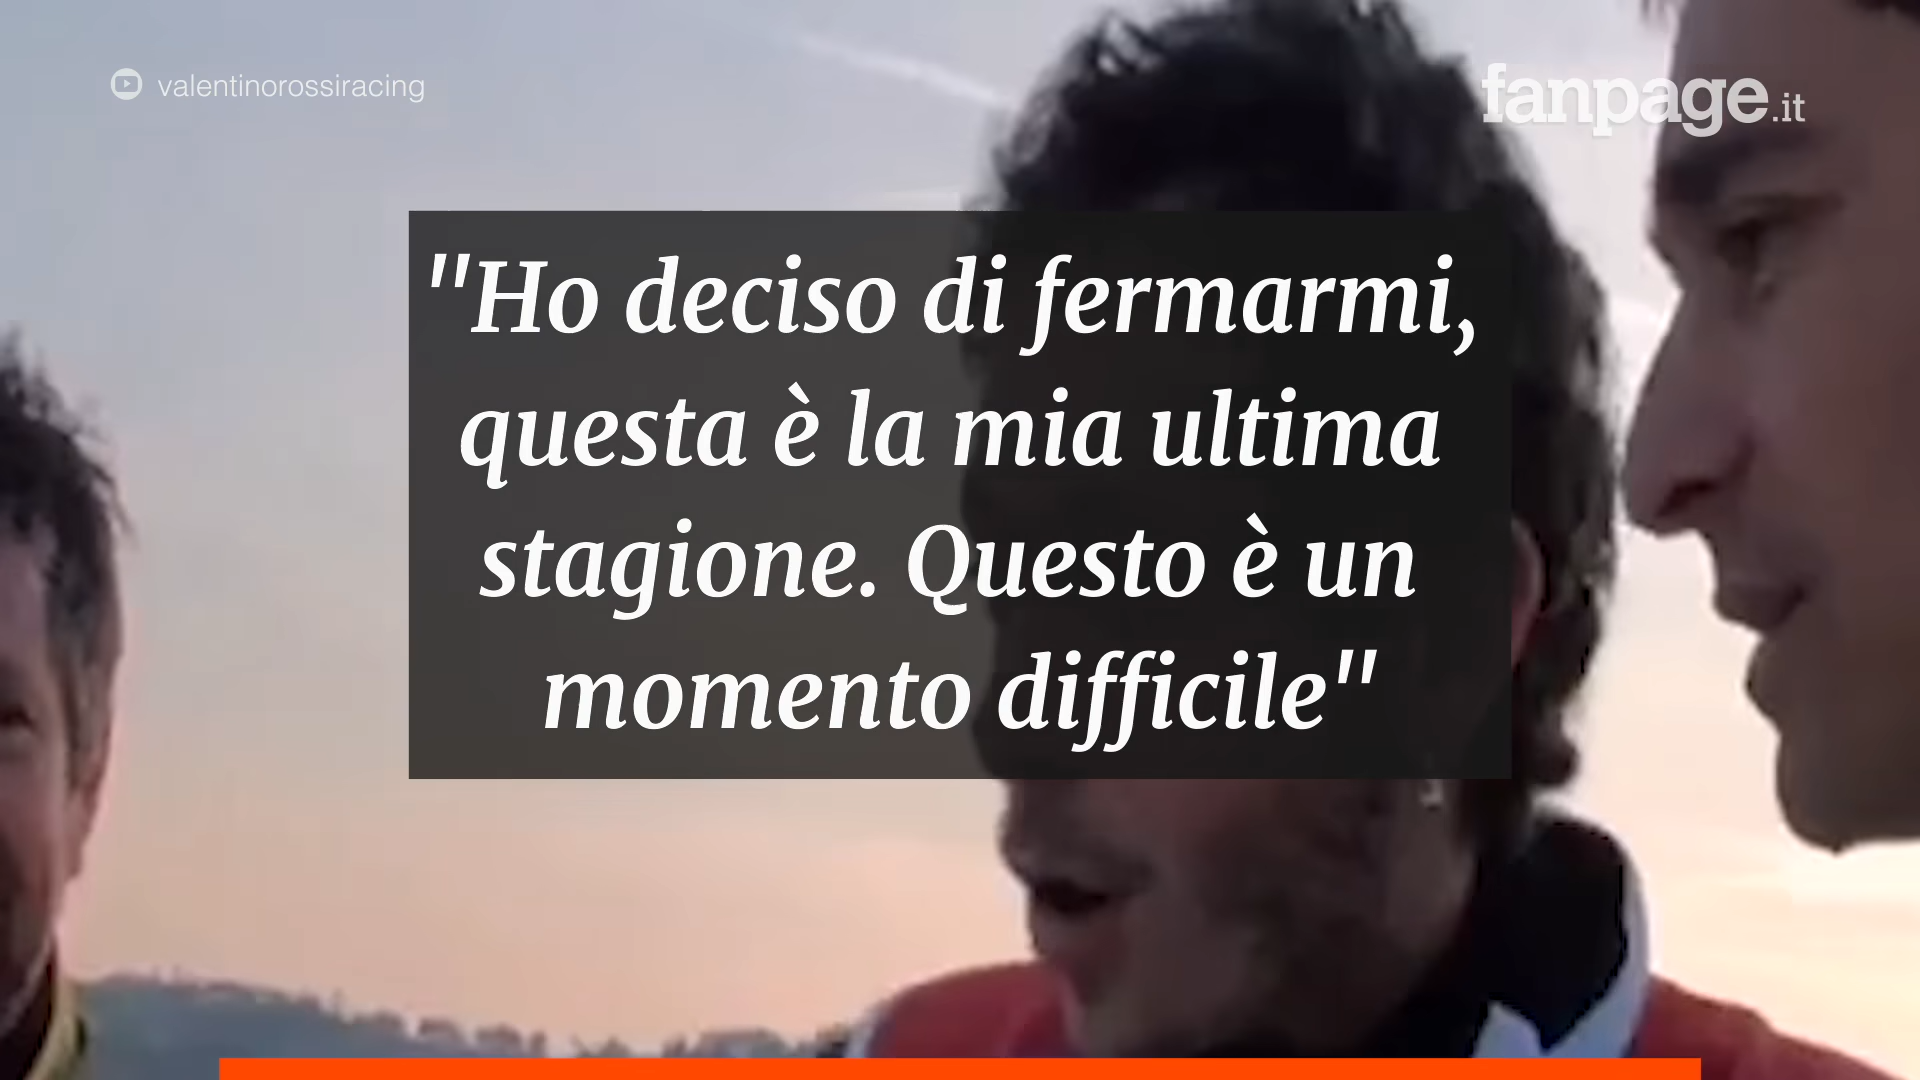 valentinorossiracing
fanpage.it
"Ho deciso di fermarmi,
questa è la mia ultima
stagione. Questo è un
momento difficile"